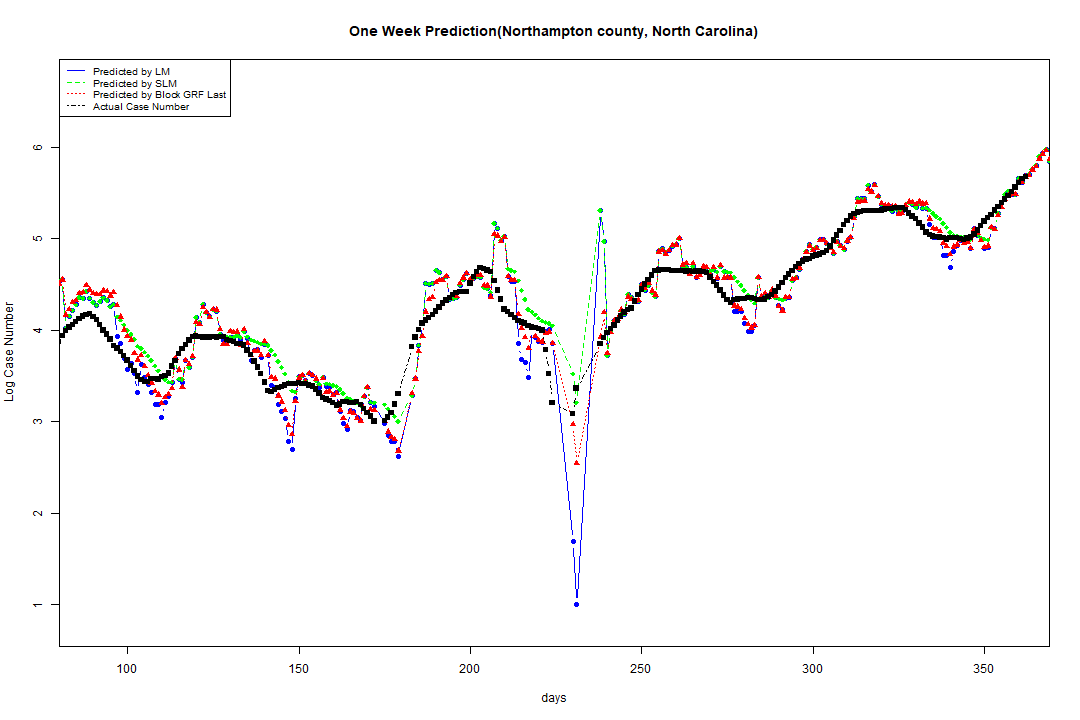 One Week Prediction(Northampton county, North Carolina)
Predicted by LM
Predicted by SLM
Predicted by Block GRF Last
Actual Case Number
Log Case Number
6
5
4
3
2
1
100 150 200 250 300 350
days